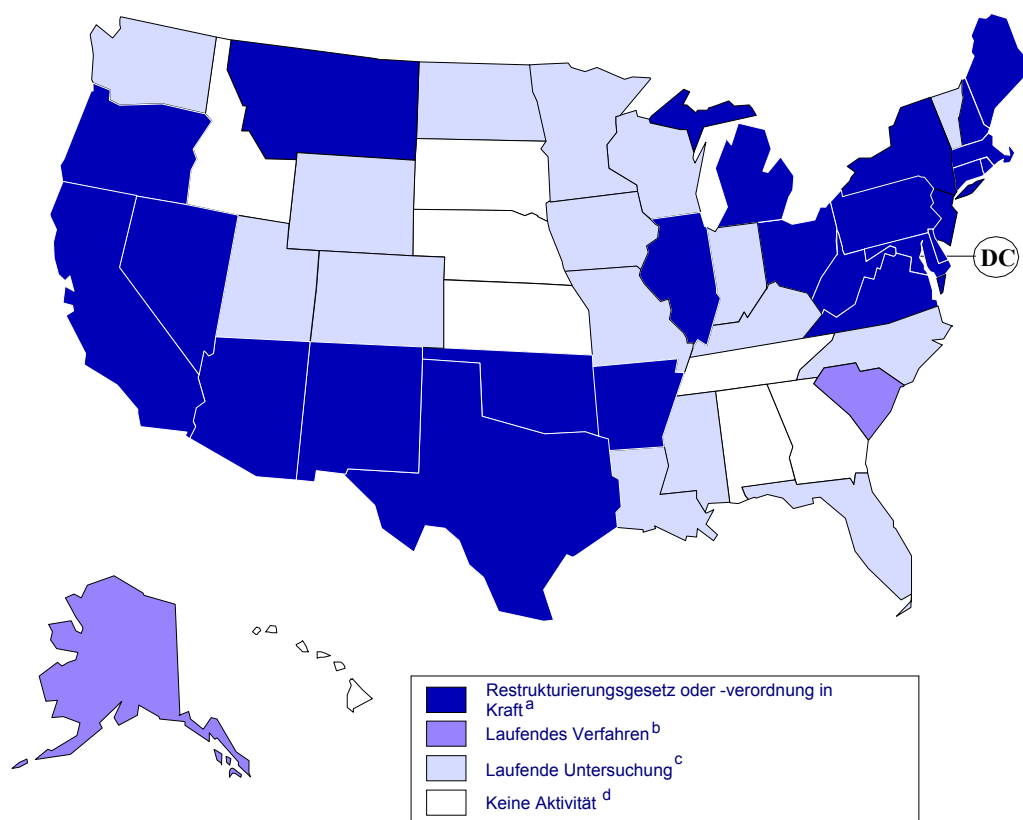 DC
Restrukturierungsgesetz oder -verordnung in
Kraft a
Laufendes Verfahren b
Laufende Untersuchung c
Keine Aktivität d